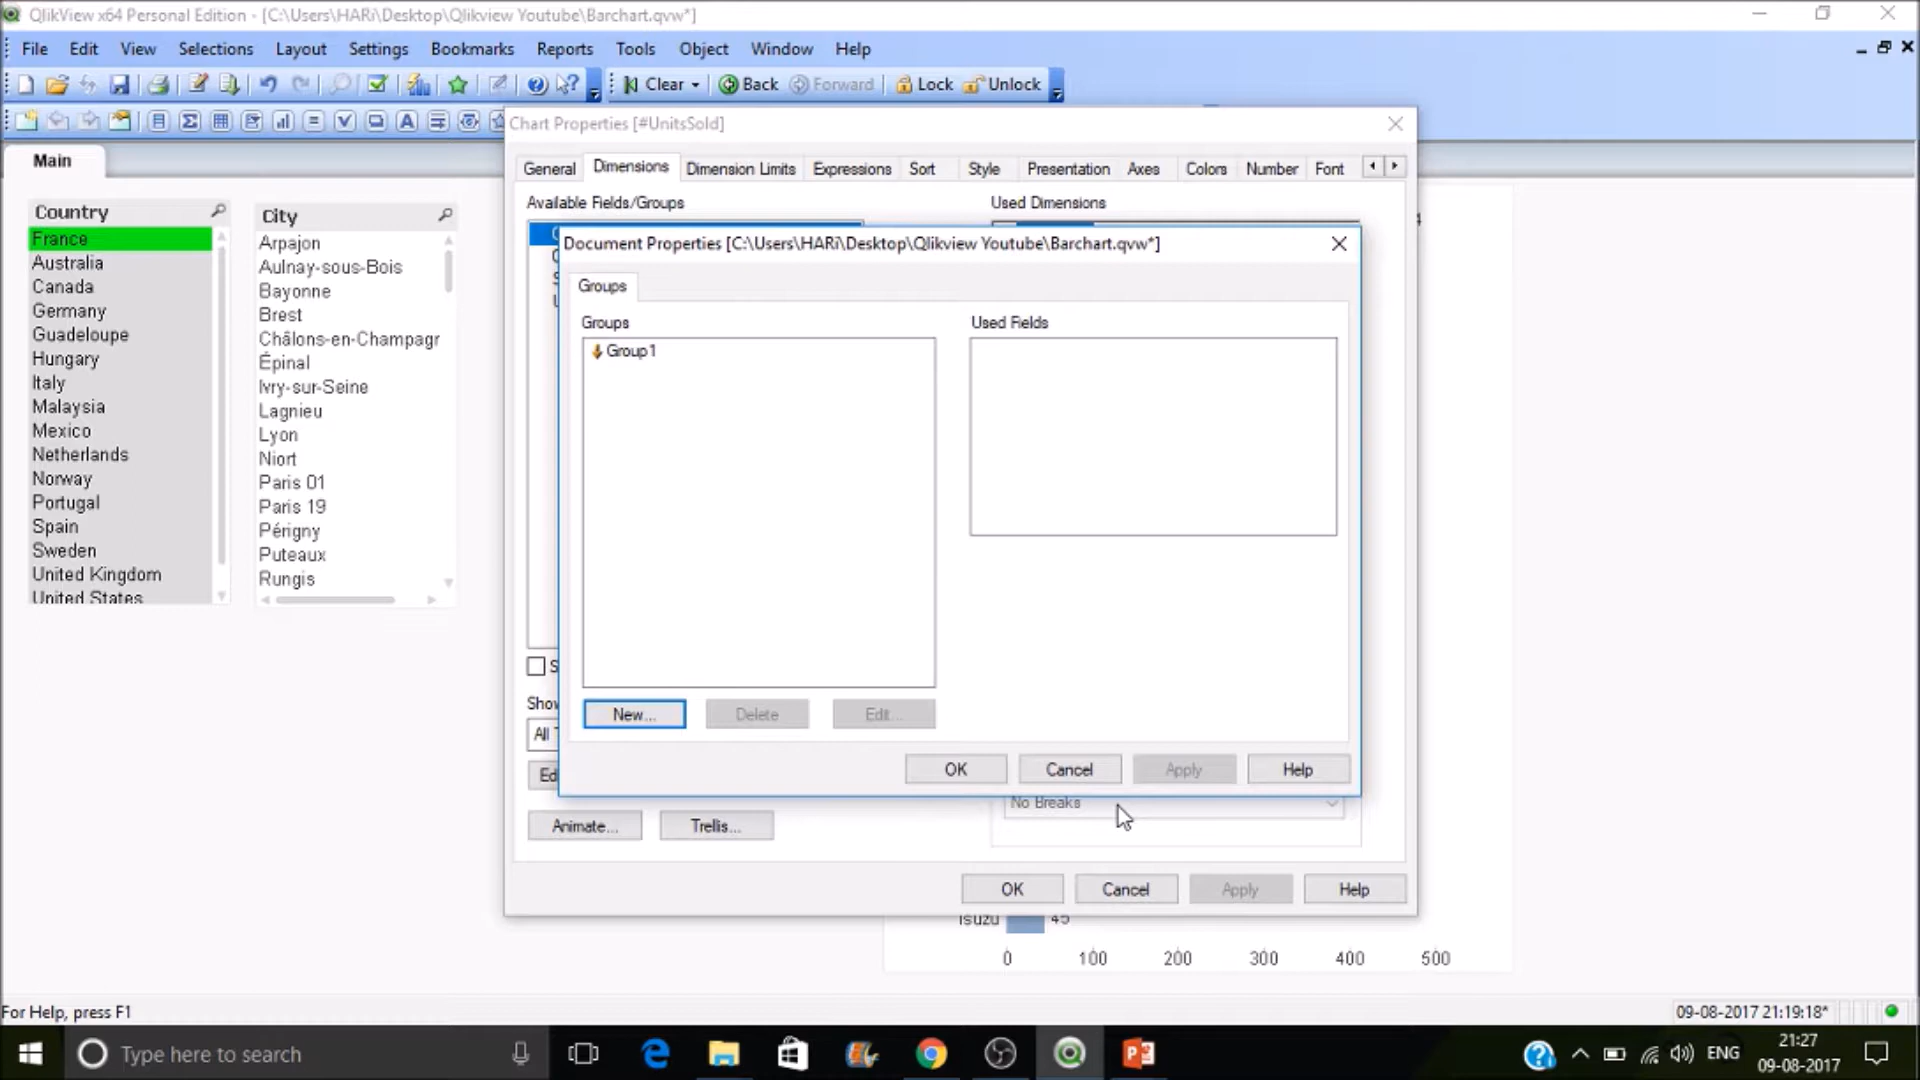 QlikView x64 Personal Edition - [C:\Users\HARi\Desktop\Qlikview Youtube\Barchart.qvw*]
File Edit View Selections Layout Settings Bookmarks Reports Tools Object Window Help
Clear Back Forward Lock Unlock
Chart Properties [#UnitsSold]
Main
General Dimensions Dimension Limits Expressions Sort Style Presentation Axes Colors Number Font
Available Fields/Groups Used Dimensions
Country
France
Australia
Canada
Germany
Guadeloupe
Hungary
Italy
Malaysia
Mexico
Netherlands
Norway
Portugal
Spain
Sweden
United Kingdom
United States
City
Arpajon
Aulnay-sous-Bois
Bayonne
Brest
Châlons-en-Champagr
Épinal
Ivry-sur-Seine
Lagnieu
Lyon
Niort
Paris 01
Paris 19
Périgny
Puteaux
Rungis
Document Properties [C:\Users\HARi\Desktop\Qlikview Youtube\Barchart.qvw*]
Groups
Groups Used Fields
Group1
New... Delete Edit...
OK Cancel Apply Help
Show
All
Ed
No Breaks
Animate... Trellis...
OK Cancel Apply Help
Isuzu 45
0 100 200 300 400 500
For Help, press F1
09-08-2017 21:19:18*
Type here to search
ENG
21:27
09-08-2017